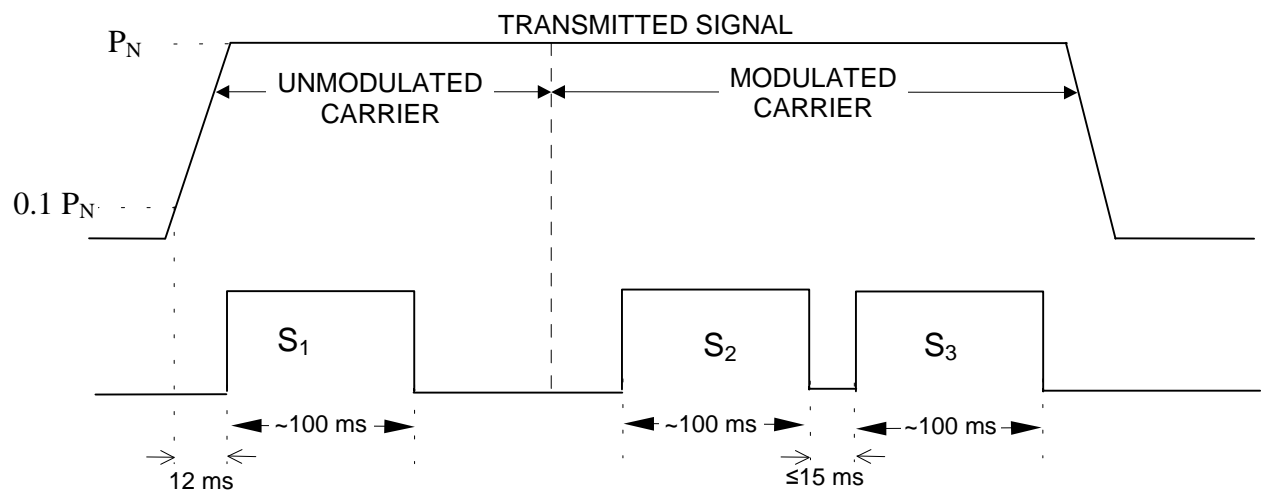 TRANSMITTED SIGNAL
P_N
UNMODULATED
CARRIER
MODULATED
CARRIER
0.1 P_N
S₁
S₂
S₃
~100 ms
~100 ms
~100 ms
12 ms
≤15 ms